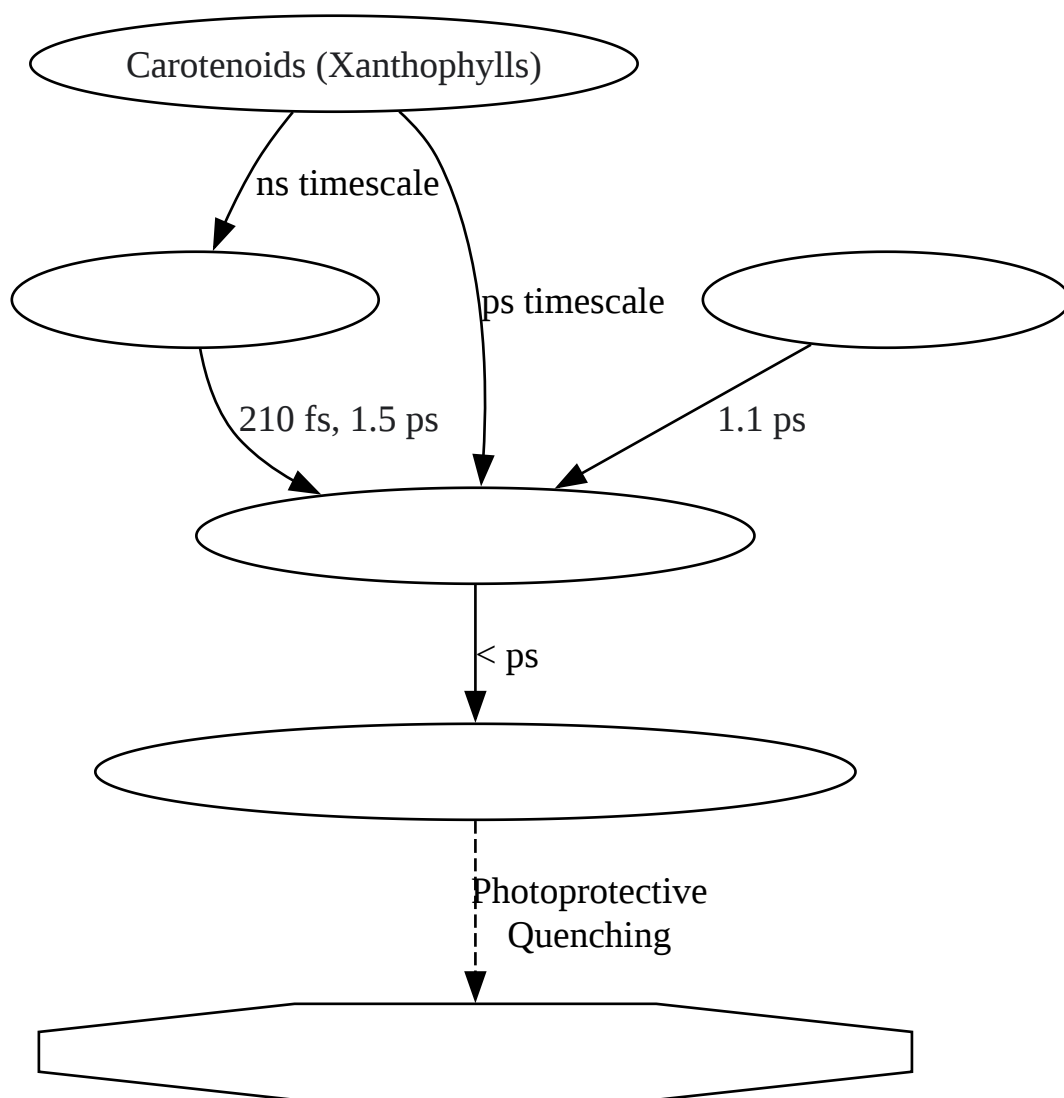 Carotenoids (Xanthophylls)
ns timescale
ps timescale
210 fs, 1.5 ps
1.1 ps
< ps
Photoprotective
Quenching